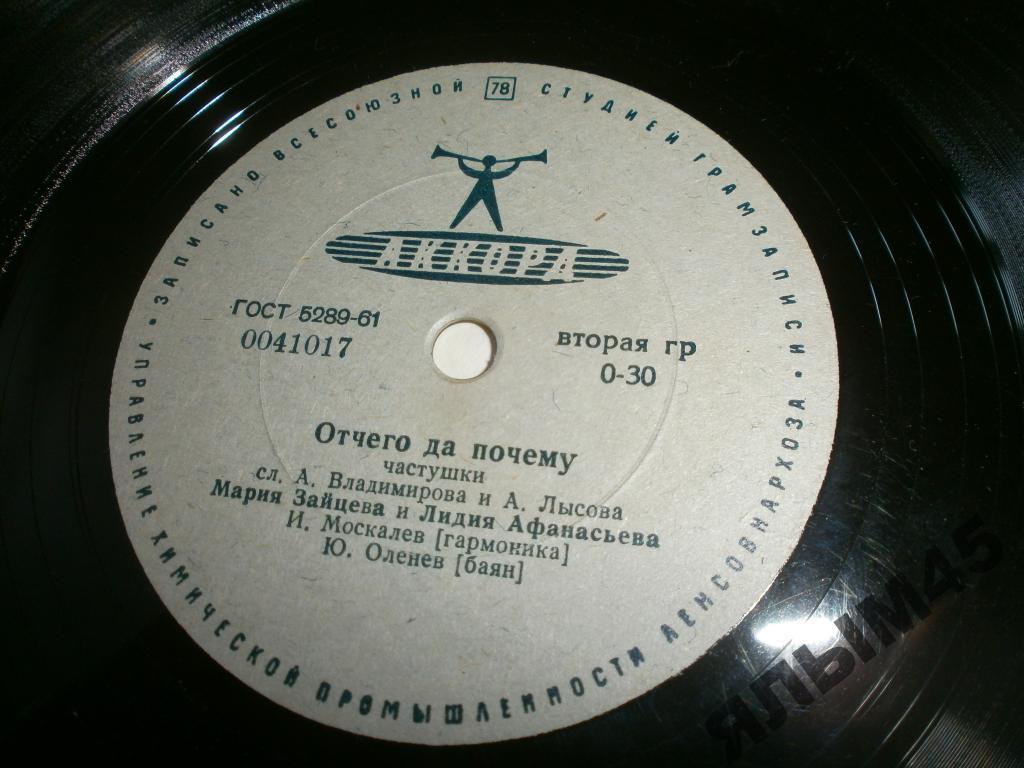 ЗАПИСАНО ВСЕСОЮЗНОЙ 78 СТУДИЕЙ ГРАМЗАПИСИ •
АККОРД
ГОСТ 5289-61
0041017
вторая гр
0-30
Отчего да почему
частушки
сл. А. Владимирова и А. Лысова
Мария Зайцева и Лидия Афанасьева
И. Москалев [гармоника]
Ю. Оленев [баян]
• УПРАВЛЕНИЕ ХИМИЧЕСКОЙ ПРОМЫШЛЕННОСТИ ЛЕНСОВНАРХОЗА
ЯЛЫМ45